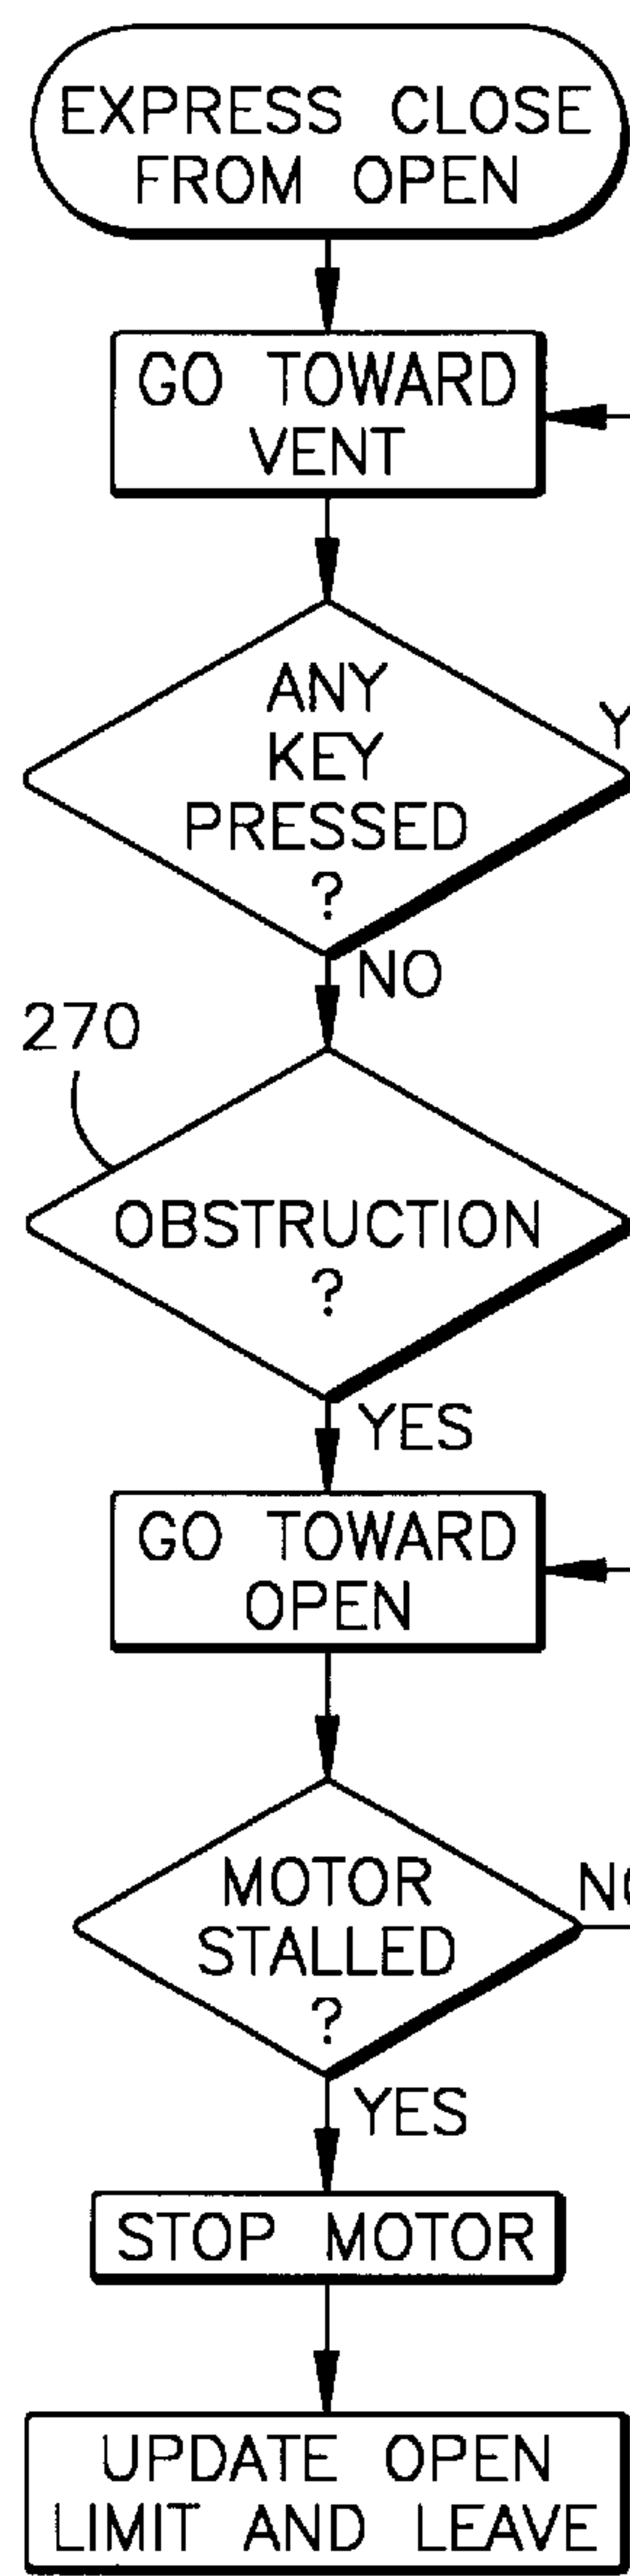 EXPRESS CLOSE
FROM OPEN
GO TOWARD
VENT
ANY
KEY
PRESSED
?
Y
NO
270
OBSTRUCTION
?
YES
GO TOWARD
OPEN
MOTOR
STALLED
?
NO
YES
STOP MOTOR
UPDATE OPEN
LIMIT AND LEAVE